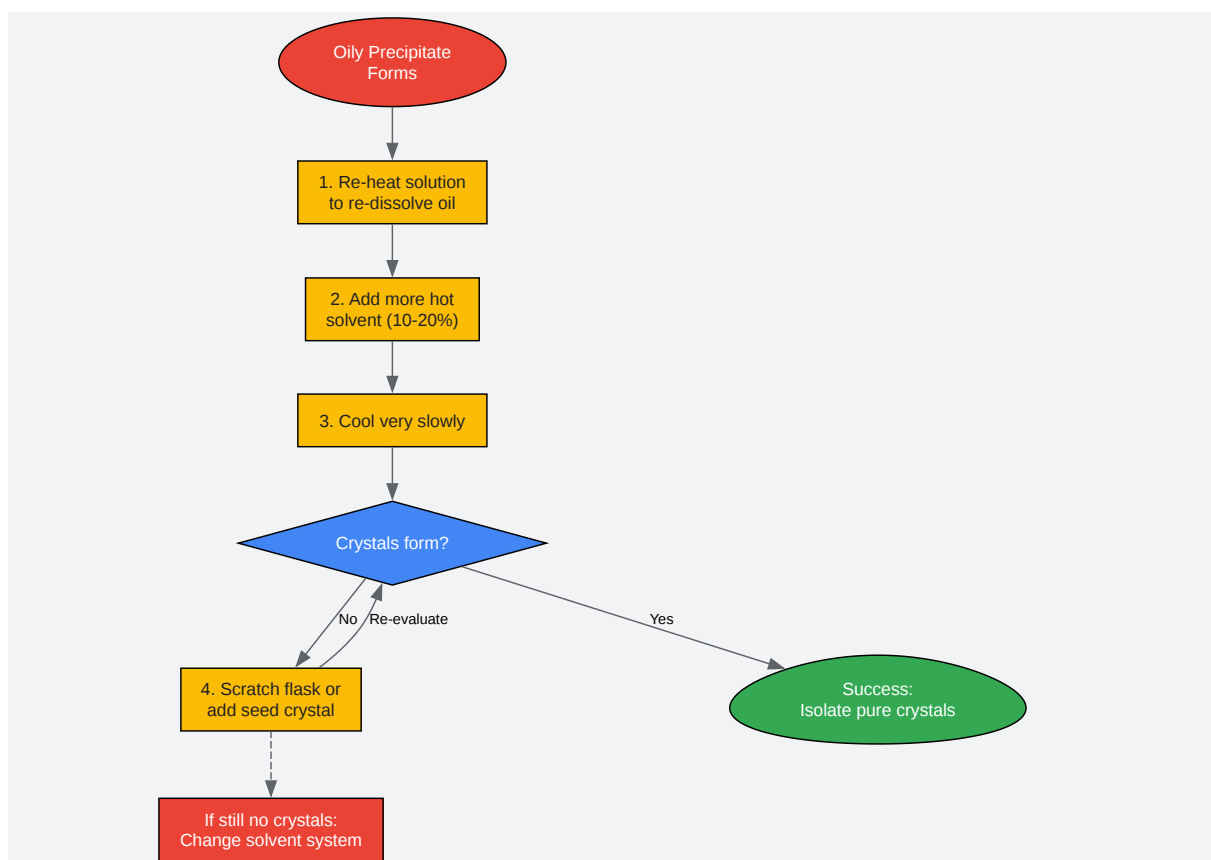 Oily Precipitate
Forms
1. Re-heat solution
to re-dissolve oil
2. Add more hot
solvent (10-20%)
3. Cool very slowly
Crystals form?
No
Re-evaluate
Yes
4. Scratch flask or
add seed crystal
Success:
Isolate pure crystals
If still no crystals:
Change solvent system